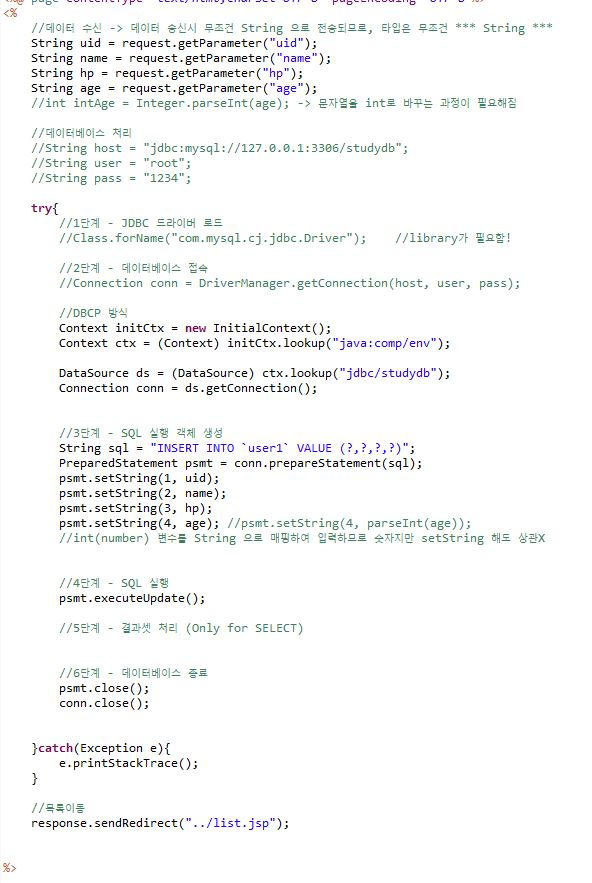 <%
//데이터 수신 -> 데이터 송신시 무조건 String 으로 전송되므로, 타입은 무조건 *** String ***
String uid = request.getParameter("uid");
String name = request.getParameter("name");
String hp = request.getParameter("hp");
String age = request.getParameter("age");
//int intAge = Integer.parseInt(age); -> 문자열을 int로 바꾸는 과정이 필요해짐
//데이터베이스 처리
//String host = "jdbc:mysql://127.0.0.1:3306/studydb";
//String user = "root";
//String pass = "1234";
try{
//1단계 - JDBC 드라이버 로드
//Class.forName("com.mysql.cj.jdbc.Driver"); //library가 필요함!
//2단계 - 데이터베이스 접속
//Connection conn = DriverManager.getConnection(host, user, pass);
//DBCP 방식
Context initCtx = new InitialContext();
Context ctx = (Context) initCtx.lookup("java:comp/env");
DataSource ds = (DataSource) ctx.lookup("jdbc/studydb");
Connection conn = ds.getConnection();
//3단계 - SQL 실행 객체 생성
String sql = "INSERT INTO `user1` VALUE (?,?,?,?)";
PreparedStatement psmt = conn.prepareStatement(sql);
psmt.setString(1, uid);
psmt.setString(2, name);
psmt.setString(3, hp);
psmt.setString(4, age); //psmt.setString(4, parseInt(age));
//int(number) 변수를 String 으로 매핑하여 입력하므로 숫자지만 setString 해도 상관X
//4단계 - SQL 실행
psmt.executeUpdate();
//5단계 - 결과셋 처리 (Only for SELECT)
//6단계 - 데이터베이스 종료
psmt.close();
conn.close();
}catch(Exception e){
e.printStackTrace();
}
//목록이동
response.sendRedirect("../list.jsp");
%>